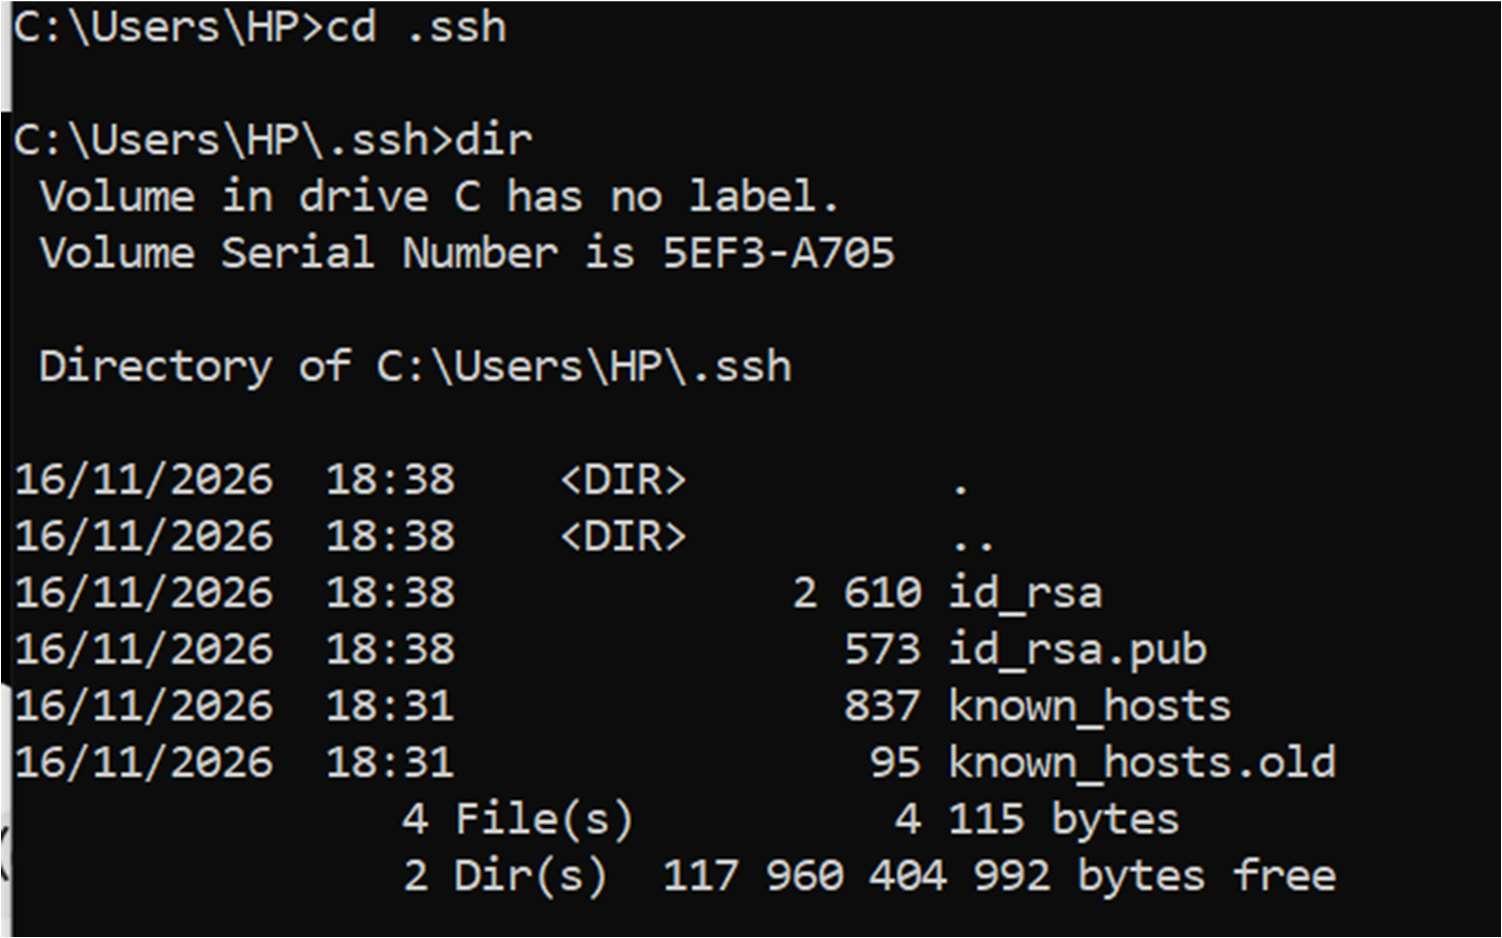 C:\Users\HP>cd .ssh
C:\Users\HP\.ssh>dir
 Volume in drive C has no label.
 Volume Serial Number is 5EF3-A705
 Directory of C:\Users\HP\.ssh
16/11/2026  18:38    <DIR>          .
16/11/2026  18:38    <DIR>          ..
16/11/2026  18:38             2 610 id_rsa
16/11/2026  18:38               573 id_rsa.pub
16/11/2026  18:31               837 known_hosts
16/11/2026  18:31                95 known_hosts.old
               4 File(s)          4 115 bytes
               2 Dir(s)  117 960 404 992 bytes free